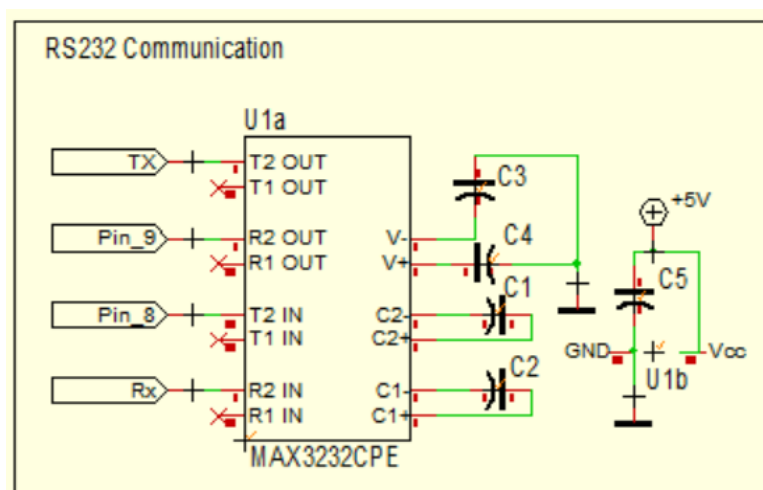 RS232 Communication
U1a
TX
T2 OUT
T1 OUT
C3
+5V
Pin_9
R2 OUT
R1 OUT
V-
V+
C4
C5
Pin_8
T2 IN
T1 IN
C2-
C2+
C1
GND
Vcc
U1b
Rx
R2 IN
R1 IN
C1-
C1+
C2
MAX3232CPE